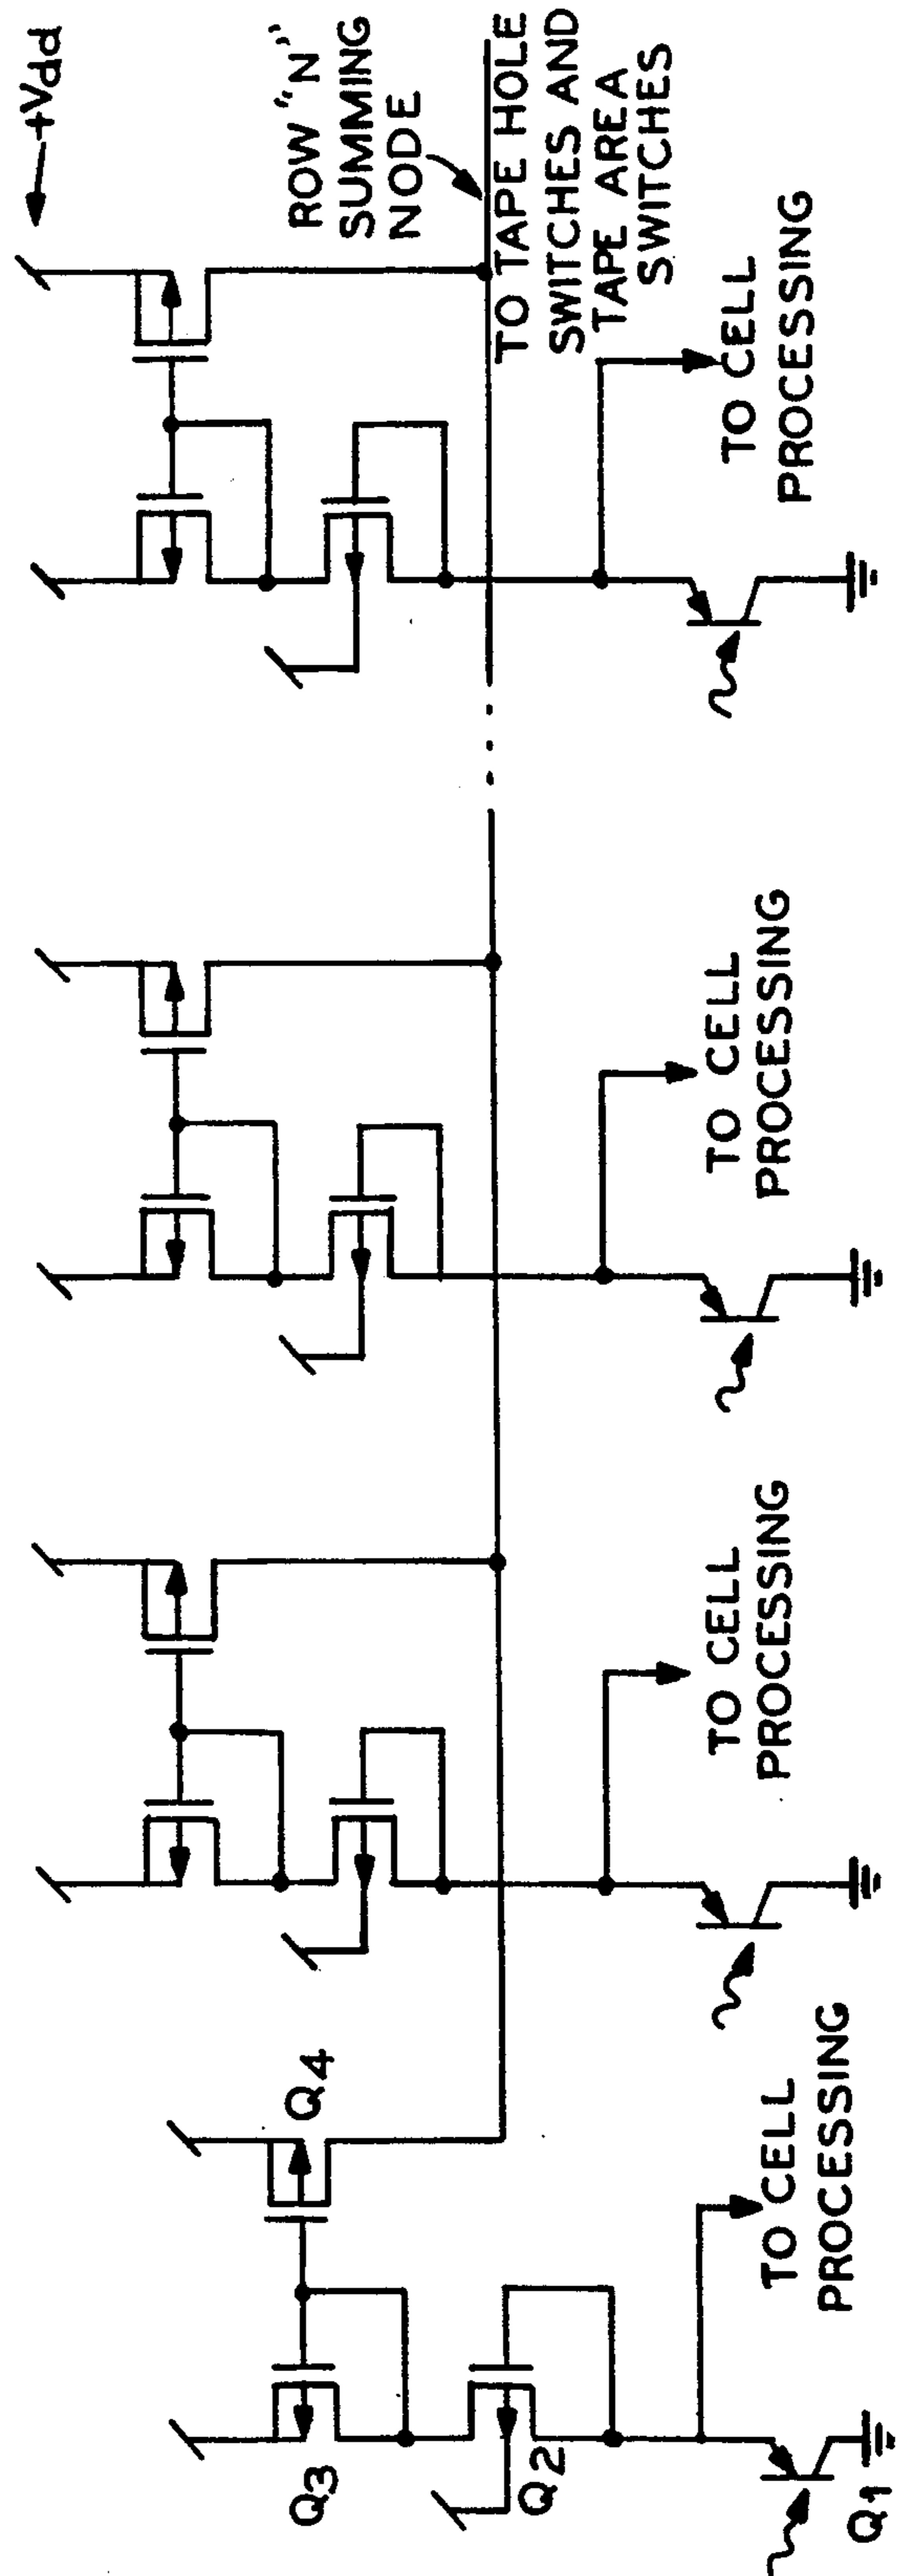 +Vdd
ROW "N"
SUMMING
NODE
TO TAPE HOLE
SWITCHES AND
TAPE AREA
SWITCHES
Q4
Q3
Q2
Q1
TO CELL
PROCESSING
TO CELL
PROCESSING
TO CELL
PROCESSING
TO CELL
PROCESSING